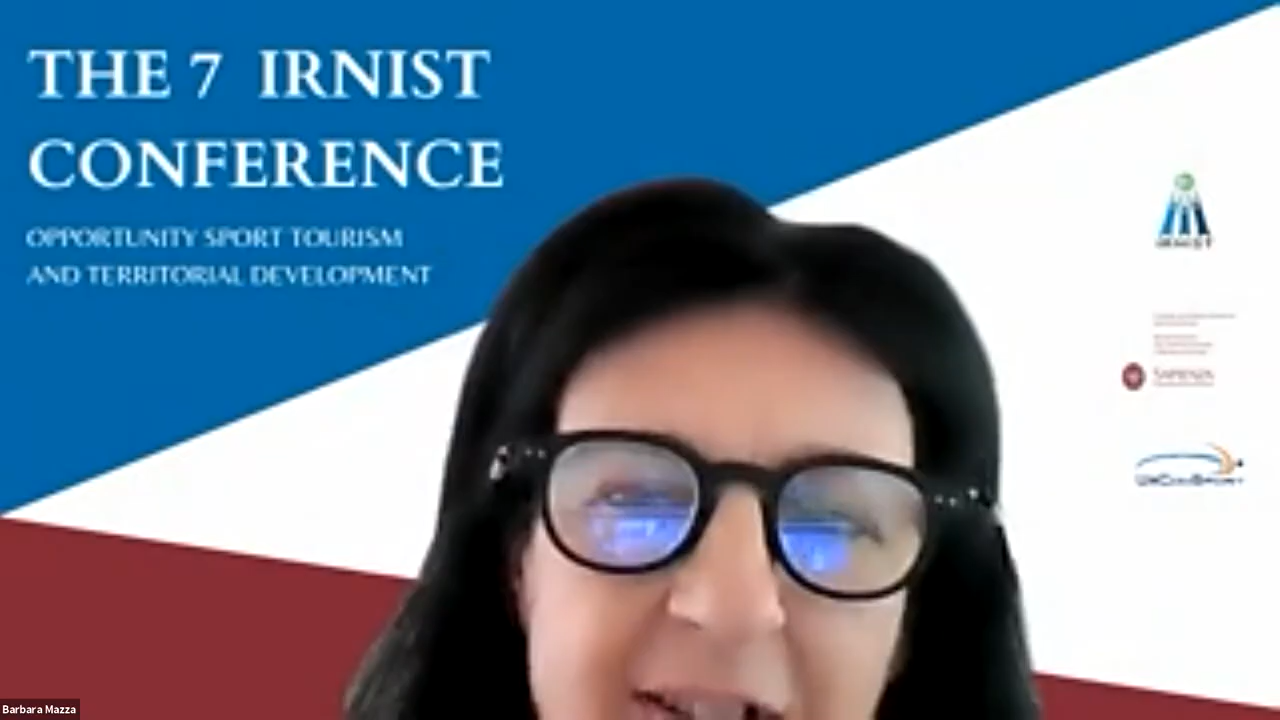 THE 7 IRNIST
CONFERENCE
OPPORTUNITY SPORT TOURISM
AND TERRITORIAL DEVELOPMENT
IRNIST
SAPIENZA
Barbara Mazza